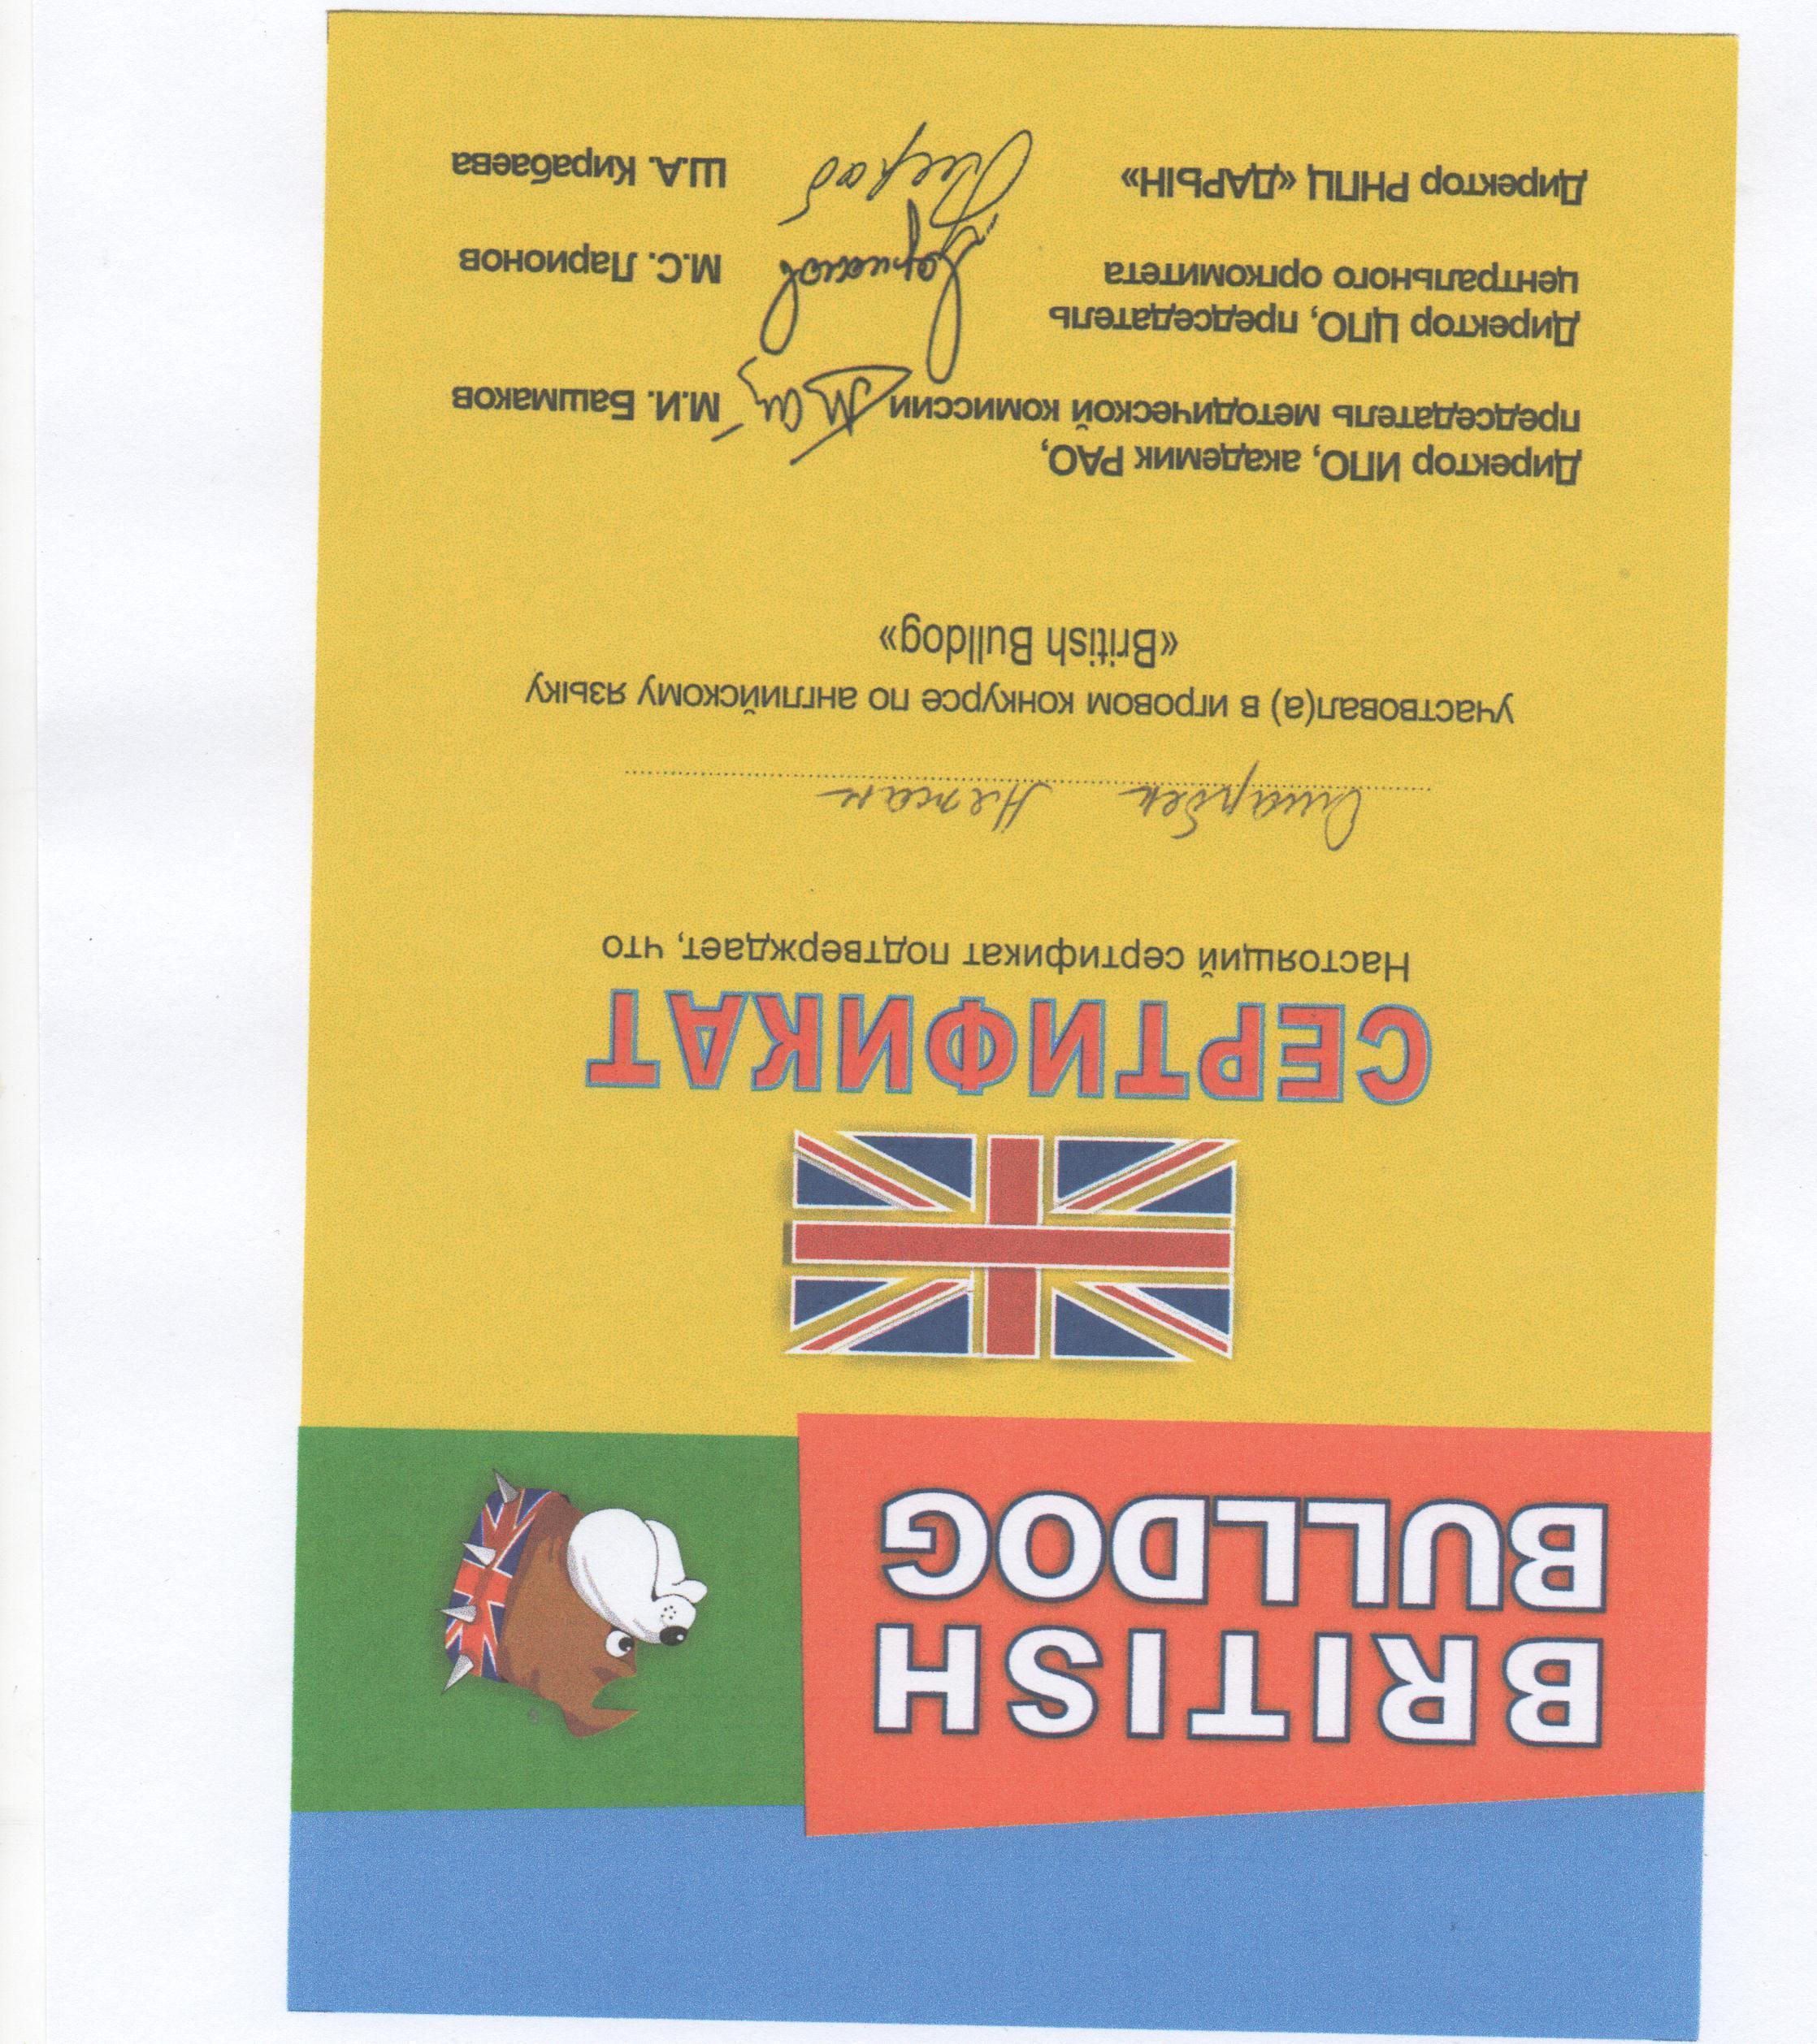 BRITISH
BULLDOG
СЕРТИФИКАТ
Настоящий сертификат подтверждает, что
Омарбек
участвовал(а) в игровом конкурсе по английскому языку
«British Bulldog»
Директор ИПО, академик РАО,
председатель методической комиссии М.И. Башмаков
Директор ЦПО, председатель
центрального оргкомитета М.С. Ларионов
Директор РНПЦ «ДАРЫН» Ш.А. Кирабаева